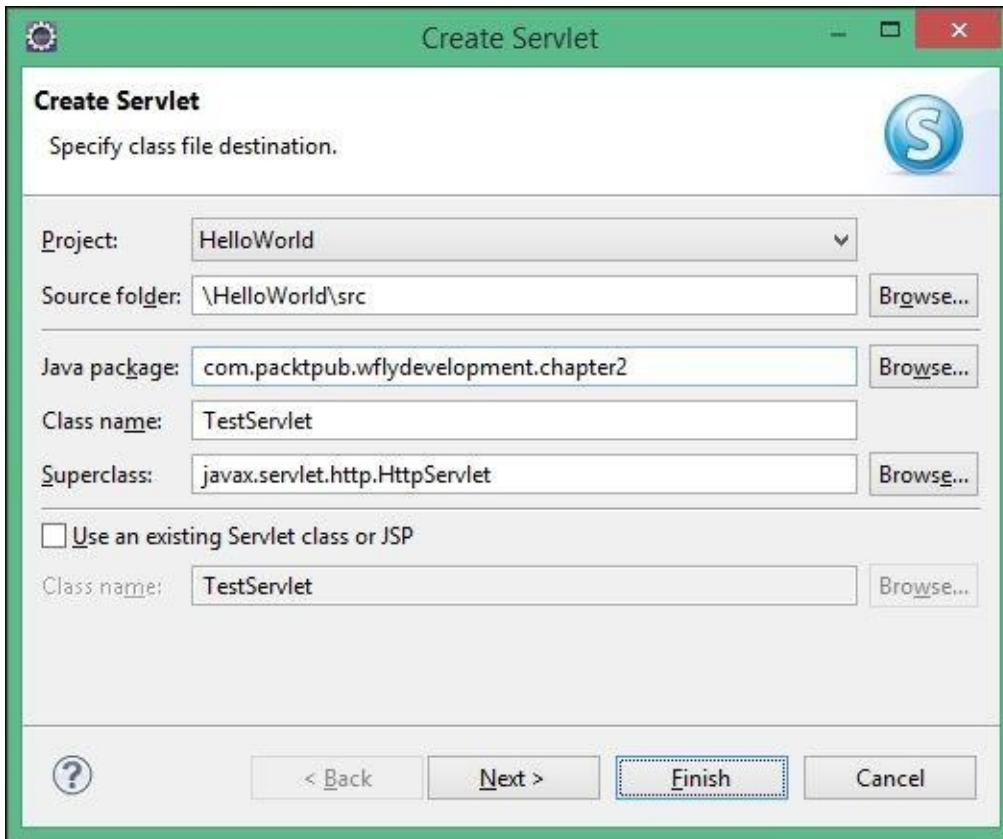 Create Servlet
Create Servlet
Specify class file destination.
S
Project: HelloWorld
Source folder: \HelloWorld\src Browse...
Java package: com.packtpub.wflydevelopment.chapter2 Browse...
Class name: TestServlet
Superclass: javax.servlet.http.HttpServlet Browse...
Use an existing Servlet class or JSP
Class name: TestServlet Browse...
? < Back Next > Finish Cancel